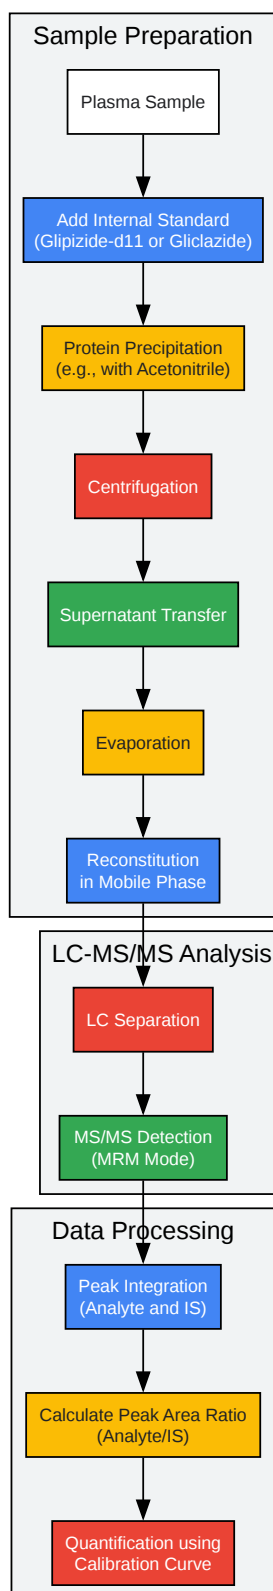 Sample Preparation
Plasma Sample
Add Internal Standard
(Glipizide-d11 or Gliclazide)
Protein Precipitation
(e.g., with Acetonitrile)
Centrifugation
Supernatant Transfer
Evaporation
Reconstitution
in Mobile Phase
LC-MS/MS Analysis
LC Separation
MS/MS Detection
(MRM Mode)
Data Processing
Peak Integration
(Analyte and IS)
Calculate Peak Area Ratio
(Analyte/IS)
Quantification using
Calibration Curve